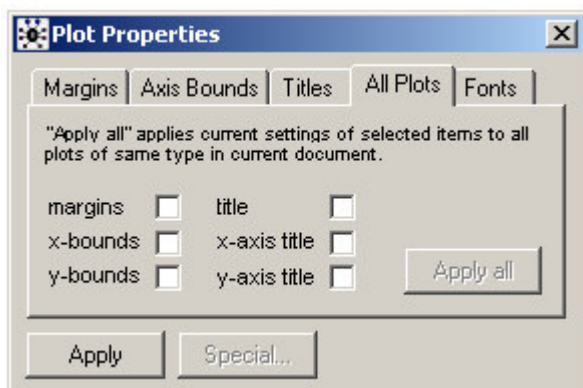 Plot Properties
Margins Axis Bounds Titles All Plots Fonts
"Apply all" applies current settings of selected items to all
plots of same type in current document.
margins title
x-bounds x-axis title
y-bounds y-axis title
Apply all
Apply Special...